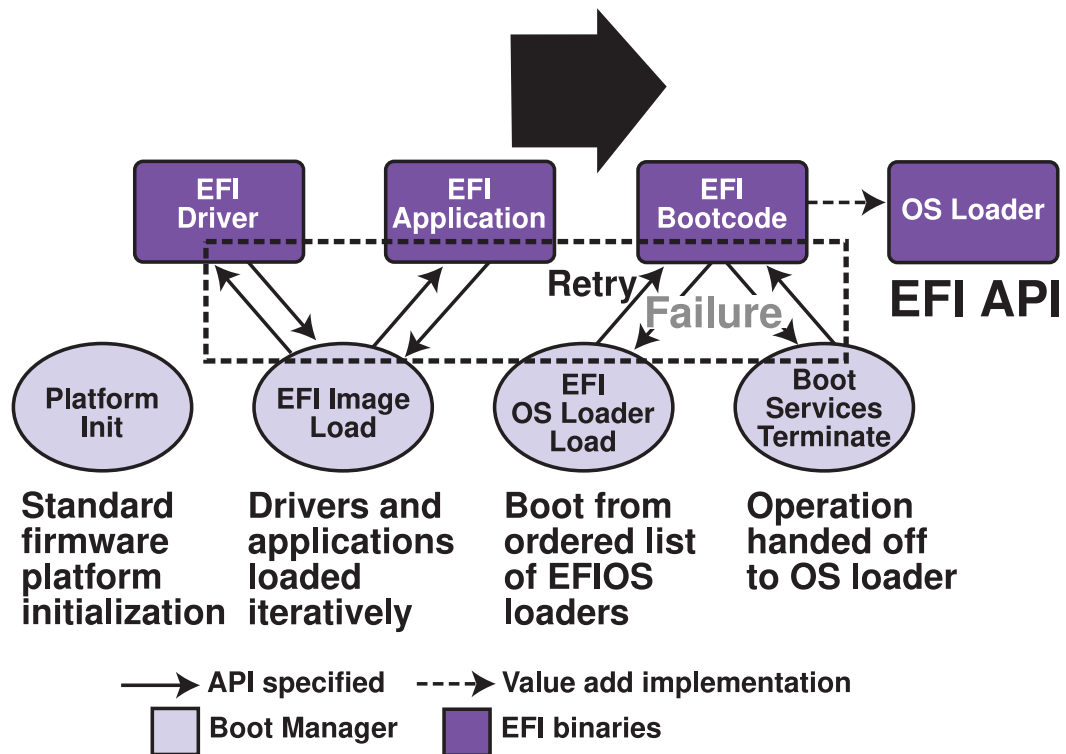 EFI
Driver
EFI
Application
EFI
Bootcode
OS Loader
EFI API
Retry
Failure
Platform
Init
EFI Image
Load
EFI
OS Loader
Load
Boot
Services
Terminate
Standard
firmware
platform
initialization
Drivers and
applications
loaded
iteratively
Boot from
ordered list
of EFIOS
loaders
Operation
handed off
to OS loader
API specified
Value add implementation
Boot Manager
EFI binaries